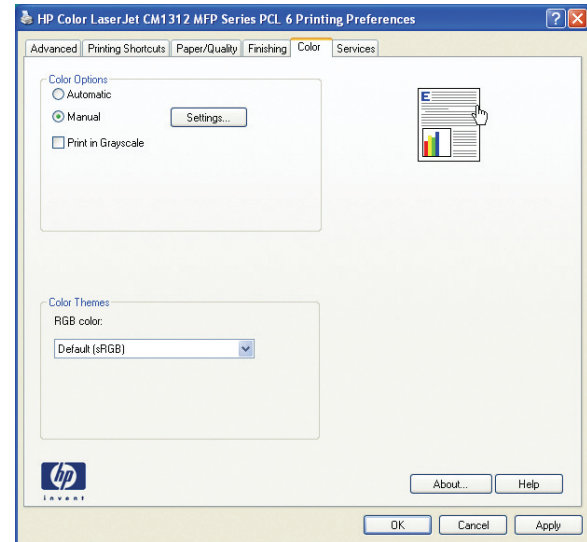 HP Color LaserJet CM1312 MFP Series PCL 6 Printing Preferences
Advanced Printing Shortcuts Paper/Quality Finishing Color Services
Color Options
Automatic
Manual Settings...
Print in Grayscale
E
Color Themes
RGB color:
Default (sRGB)
hp
invent
About... Help
OK Cancel Apply